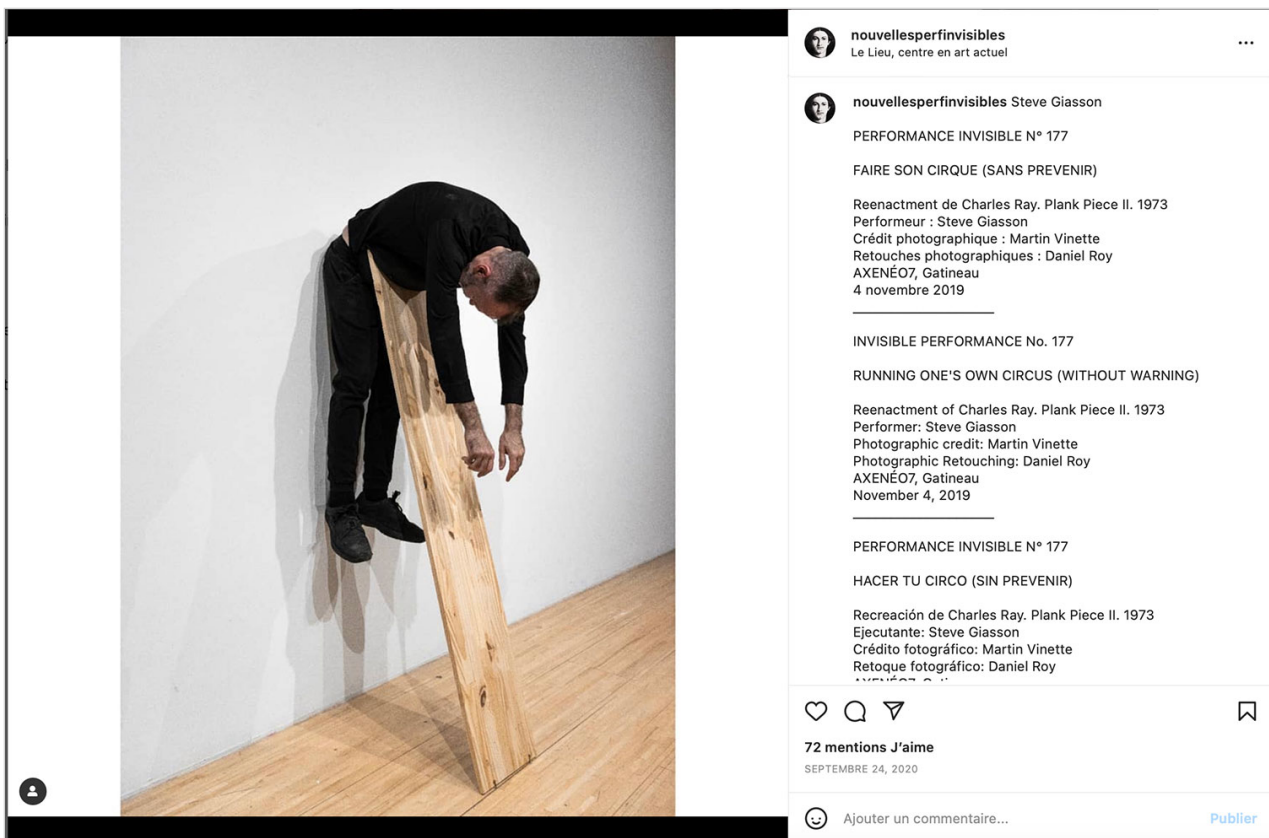 nouvellesperfinvisibles
Le Lieu, centre en art actuel
nouvellesperfinvisibles Steve Giasson
PERFORMANCE INVISIBLE N° 177
FAIRE SON CIRQUE (SANS PREVENIR)
Reenactment de Charles Ray. Plank Piece II. 1973
Performeur : Steve Giasson
Crédit photographique : Martin Vinette
Retouches photographiques : Daniel Roy
AXENÉO7, Gatineau
4 novembre 2019
INVISIBLE PERFORMANCE No. 177
RUNNING ONE'S OWN CIRCUS (WITHOUT WARNING)
Reenactment of Charles Ray. Plank Piece II. 1973
Performer: Steve Giasson
Photographic credit: Martin Vinette
Photographic Retouching: Daniel Roy
AXENÉO7, Gatineau
November 4, 2019
PERFORMANCE INVISIBLE N° 177
HACER TU CIRCO (SIN PREVENIR)
Recreación de Charles Ray. Plank Piece II. 1973
Ejecutante: Steve Giasson
Crédito fotográfico: Martin Vinette
Retoque fotográfico: Daniel Roy
72 mentions J'aime
SEPTEMBRE 24, 2020
Ajouter un commentaire... Publier